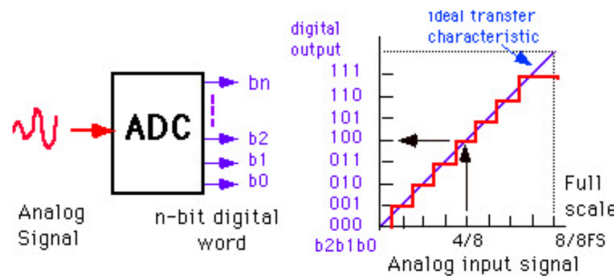 ADC
bn
b2
b1
b0
Analog
Signal
n-bit digital
word
digital
output
ideal transfer
characteristic
111
110
101
100
011
010
001
000
b2b1b0
4/8
8/8FS
Full
scale
Analog input signal